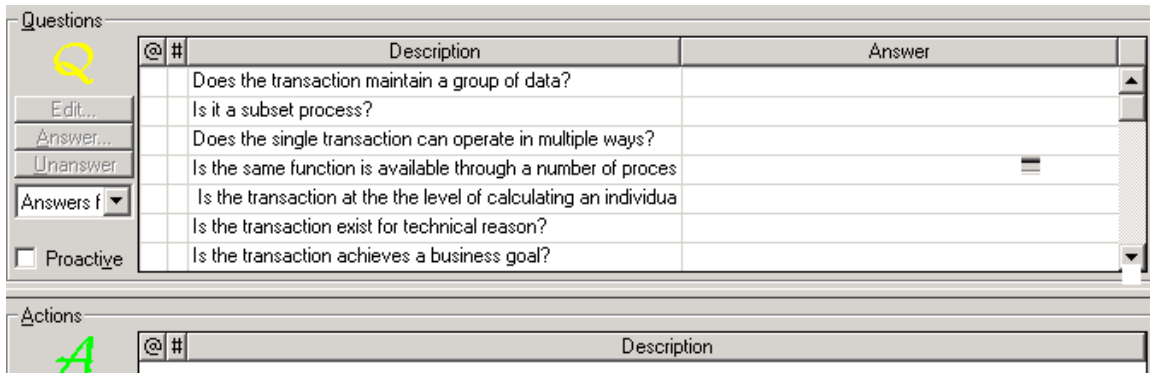 Questions
Q
@ # Description Answer
Does the transaction maintain a group of data?
Edit... Is it a subset process?
Answer... Does the single transaction can operate in multiple ways?
Unanswer Is the same function is available through a number of proces
Answers f Is the transaction at the the level of calculating an individua
Is the transaction exist for technical reason?
Proactive Is the transaction achieves a business goal?
Actions
A
@ # Description